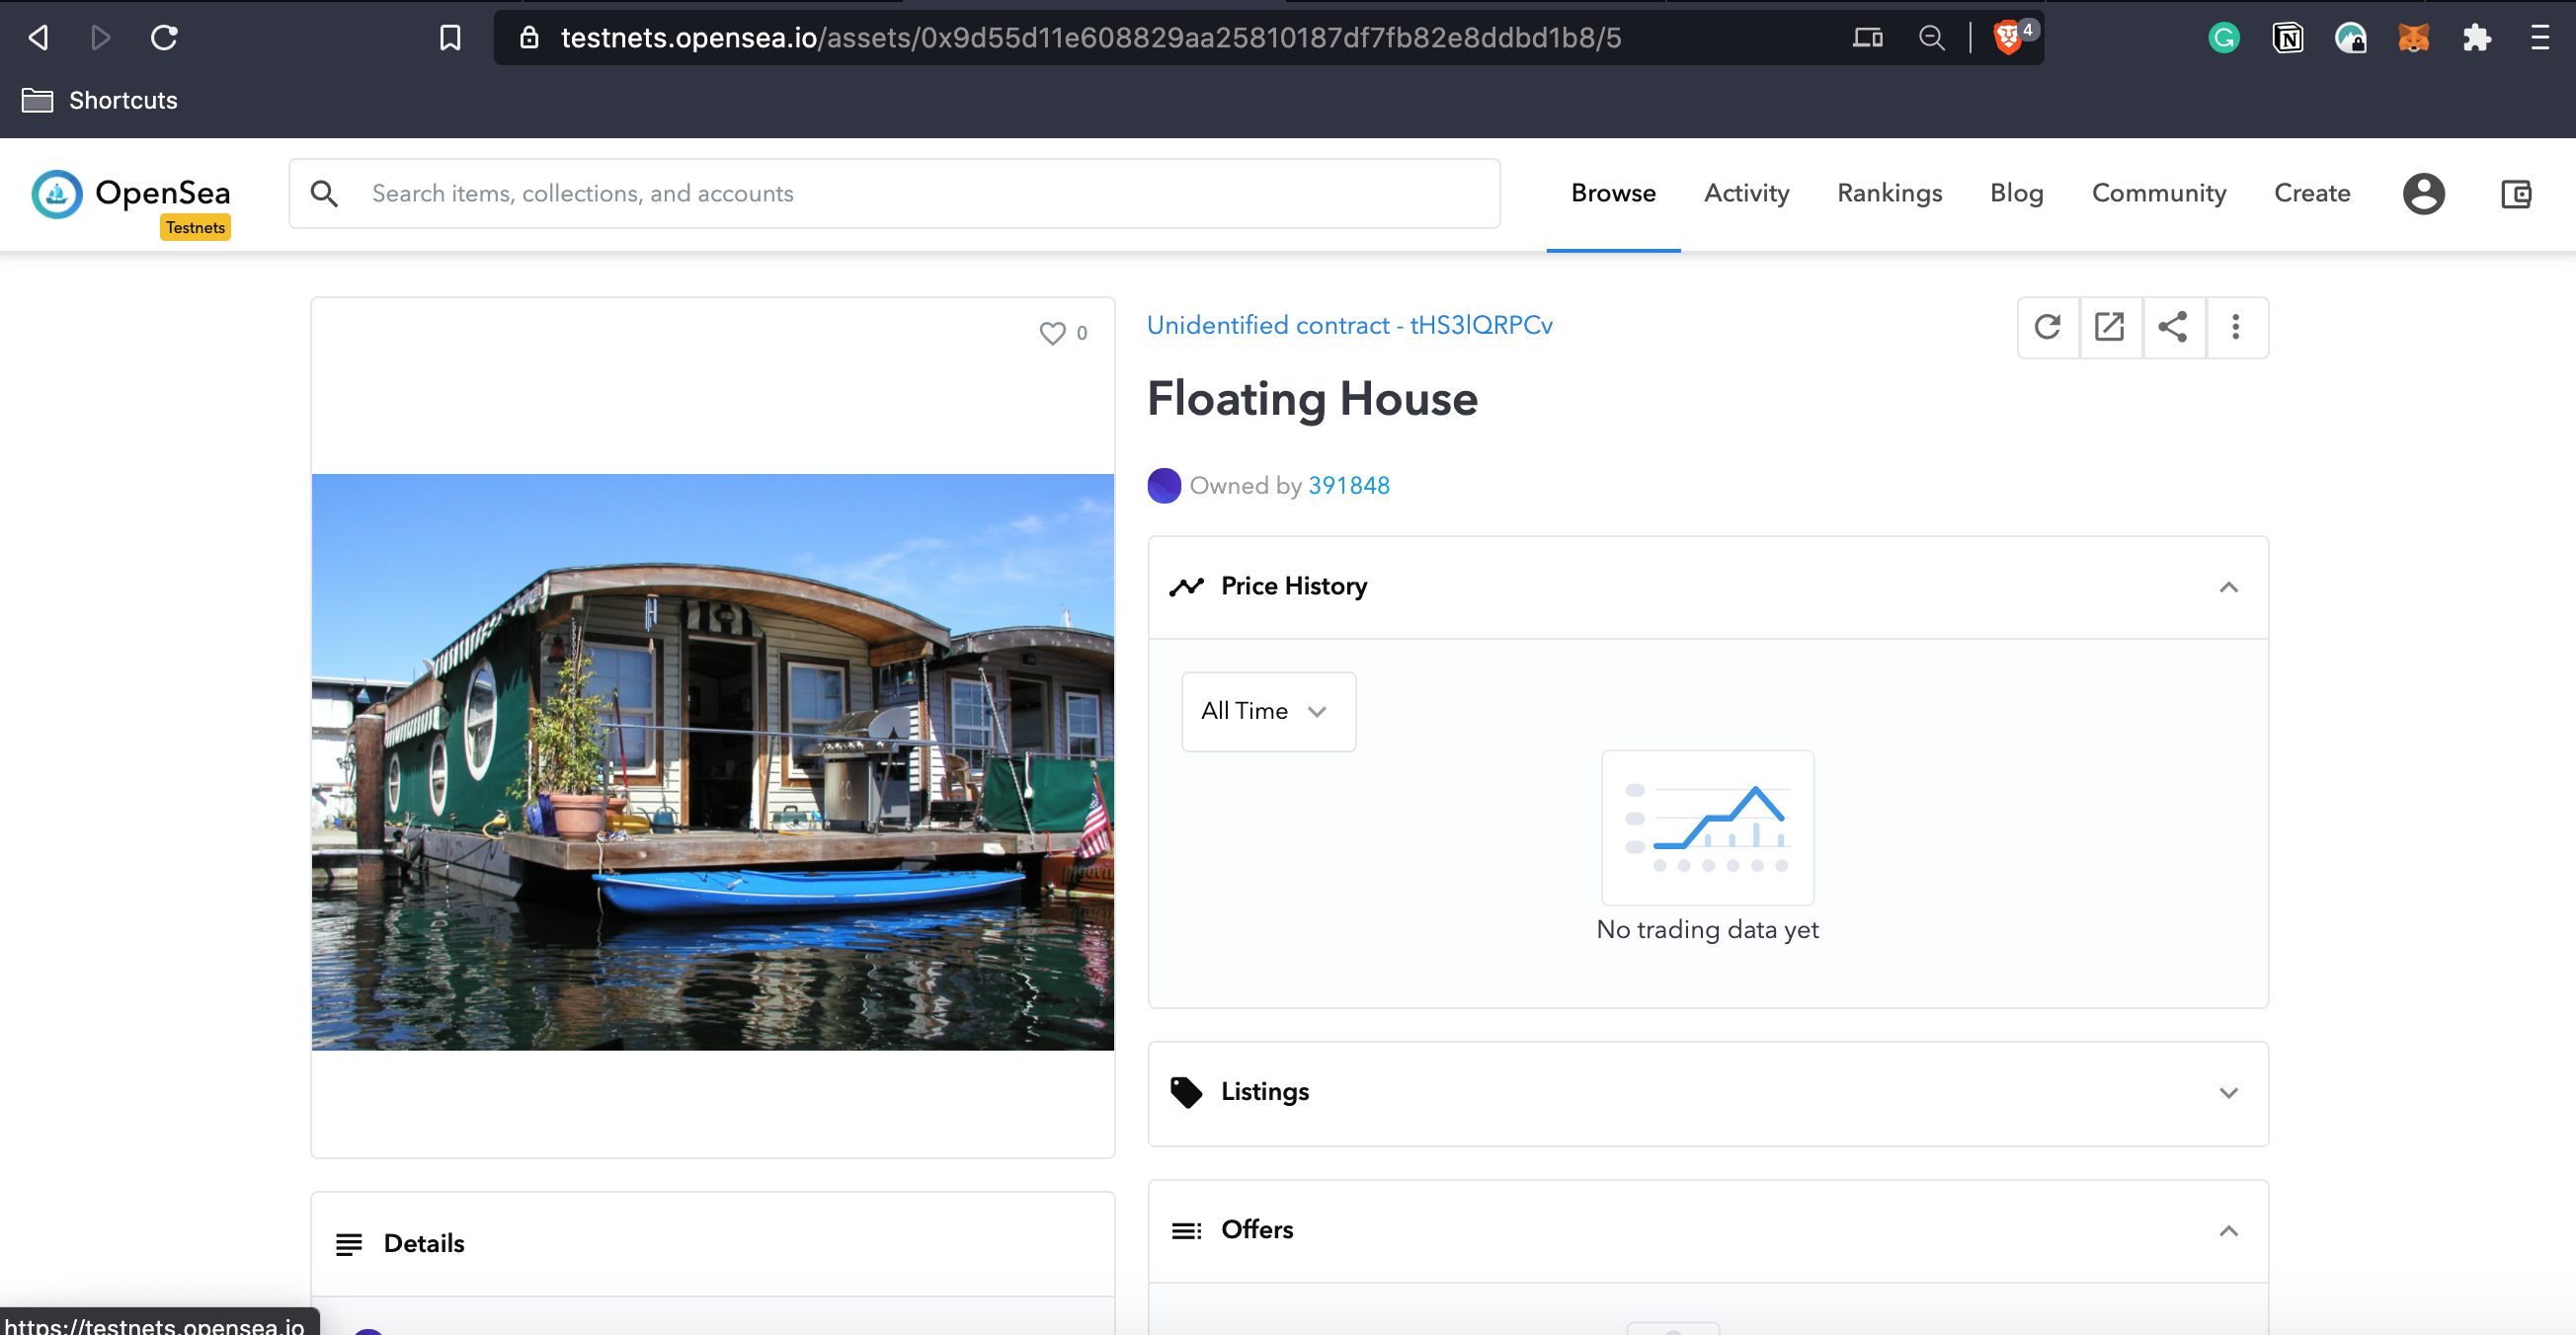 testnets.opensea.io/assets/0x9d55d11e608829aa25810187df7fb82e8ddbd1b8/5
4
Shortcuts
OpenSea
Testnets
Search items, collections, and accounts
Browse
Activity
Rankings
Blog
Community
Create
0
Unidentified contract - tHS3lQRPCv
Floating House
Owned by 391848
Price History
All Time
No trading data yet
Listings
Details
Offers
https://testnets.opensea.io